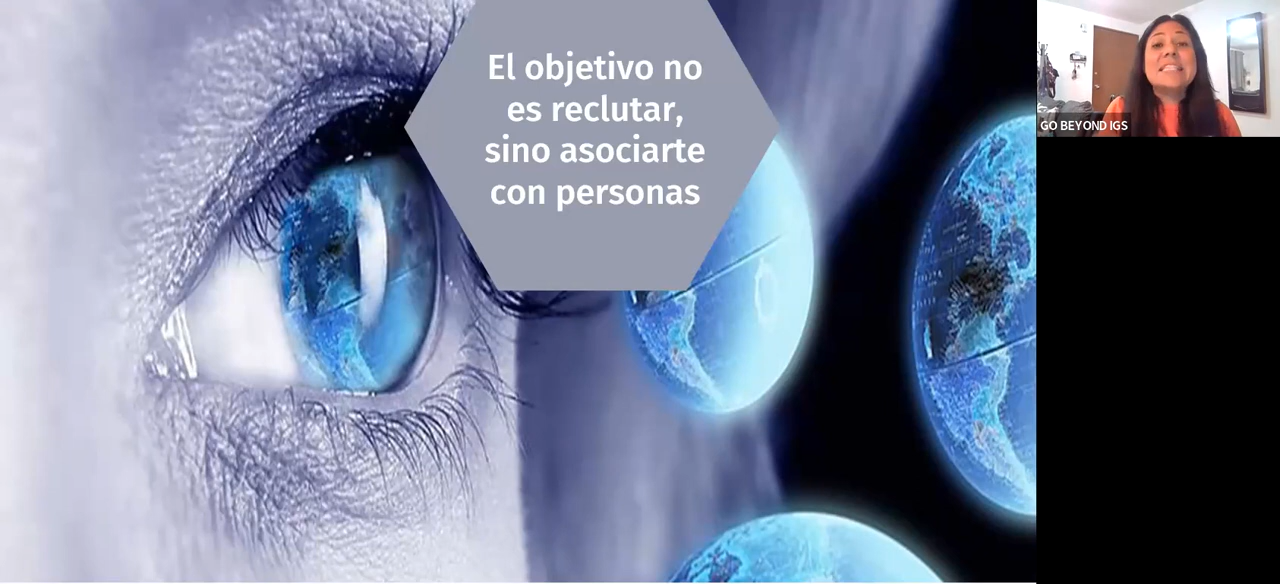 El objetivo no
es reclutar,
sino asociarte
con personas
GO BEYOND IGS